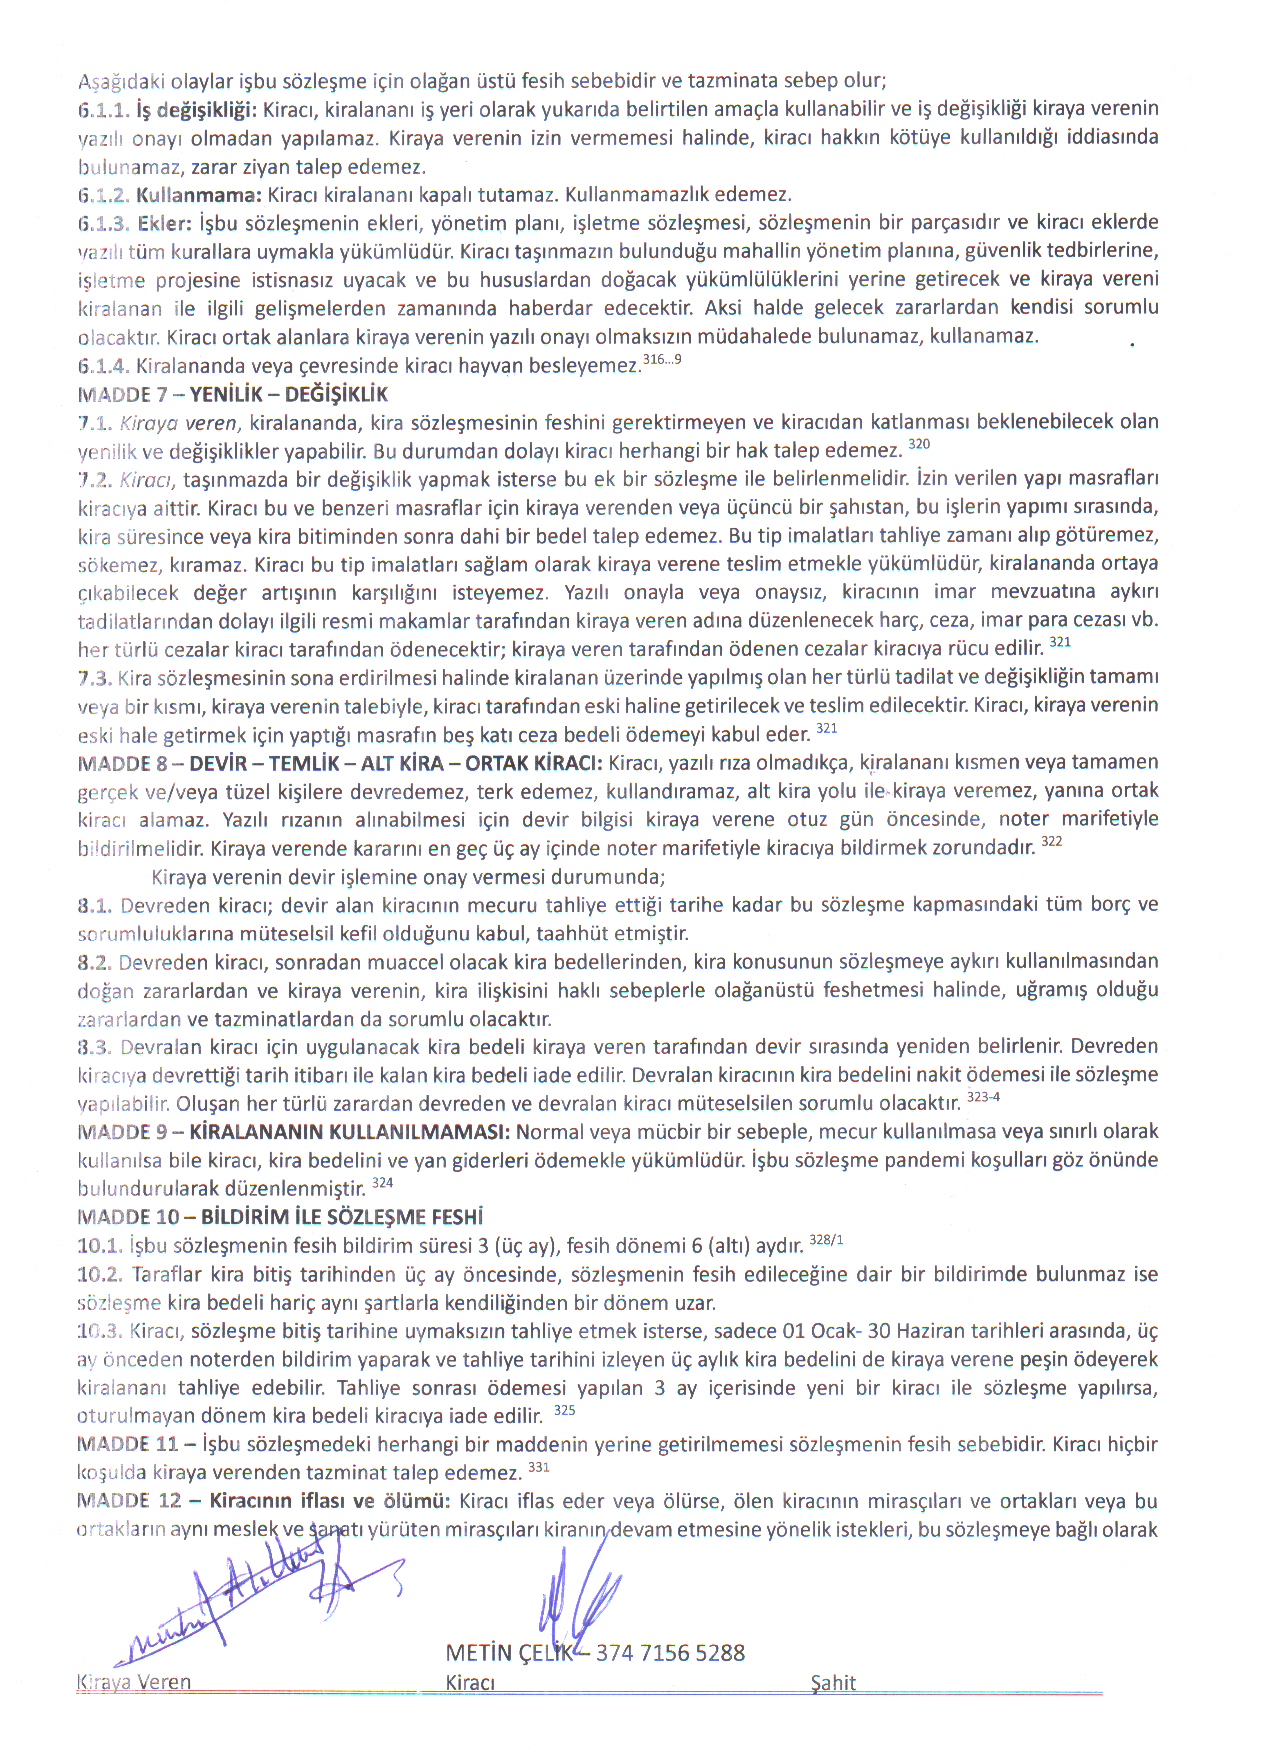 Aşağıdaki olaylar işbu sözleşme için olağan üstü fesih sebebidir ve tazminata sebep olur;
6.1.1. İş değişikliği: Kiracı, kiralananı iş yeri olarak yukarıda belirtilen amaçla kullanabilir ve iş değişikliği kiraya verenin
yazılı onayı olmadan yapılamaz. Kiraya verenin izin vermemesi halinde, kiracı hakkın kötüye kullanıldığı iddiasında
bulunamaz, zarar ziyan talep edemez.
6.1.2. Kullanmama: Kiracı kiralananı kapalı tutamaz. Kullanmamazlık edemez.
6.1.3. Ekler: İşbu sözleşmenin ekleri, yönetim planı, işletme sözleşmesi, sözleşmenin bir parçasıdır ve kiracı eklerde
yazılı tüm kurallara uymakla yükümlüdür. Kiracı taşınmazın bulunduğu mahallin yönetim planına, güvenlik tedbirlerine,
işletme projesine istisnasız uyacak ve bu hususlardan doğacak yükümlülüklerini yerine getirecek ve kiraya vereni
kiralanan ile ilgili gelişmelerden zamanında haberdar edecektir. Aksi halde gelecek zararlardan kendisi sorumlu
olacaktır. Kiracı ortak alanlara kiraya verenin yazılı onayı olmaksızın müdahalede bulunamaz, kullanamaz.
6.1.4. Kiralananda veya çevresinde kiracı hayvan besleyemez.316...9
MADDE 7 – YENİLİK – DEĞİŞİKLİK
7.1. Kiraya veren, kiralananda, kira sözleşmesinin feshini gerektirmeyen ve kiracıdan katlanması beklenebilecek olan
yenilik ve değişiklikler yapabilir. Bu durumdan dolayı kiracı herhangi bir hak talep edemez. 320
7.2. Kiracı, taşınmazda bir değişiklik yapmak isterse bu ek bir sözleşme ile belirlenmelidir. İzin verilen yapı masrafları
kiracıya aittir. Kiracı bu ve benzeri masraflar için kiraya verenden veya üçüncü bir şahıstan, bu işlerin yapımı sırasında,
kira süresince veya kira bitiminden sonra dahi bir bedel talep edemez. Bu tip imalatları tahliye zamanı alıp götüremez,
sökemez, kıramaz. Kiracı bu tip imalatları sağlam olarak kiraya verene teslim etmekle yükümlüdür, kiralananda ortaya
çıkabilecek değer artışının karşılığını isteyemez. Yazılı onayla veya onaysız, kiracının imar mevzuatına aykırı
tadilatlarından dolayı ilgili resmi makamlar tarafından kiraya veren adına düzenlenecek harç, ceza, imar para cezası vb.
her türlü cezalar kiracı tarafından ödenecektir; kiraya veren tarafından ödenen cezalar kiracıya rücu edilir. 321
7.3. Kira sözleşmesinin sona erdirilmesi halinde kiralanan üzerinde yapılmış olan her türlü tadilat ve değişikliğin tamamı
veya bir kısmı, kiraya verenin talebiyle, kiracı tarafından eski haline getirilecek ve teslim edilecektir. Kiracı, kiraya verenin
eski hale getirmek için yaptığı masrafın beş katı ceza bedeli ödemeyi kabul eder. 321
MADDE 8 – DEVİR – TEMLİK – ALT KİRA – ORTAK KİRACI: Kiracı, yazılı rıza olmadıkça, kiralananı kısmen veya tamamen
gerçek ve/veya tüzel kişilere devredemez, terk edemez, kullandıramaz, alt kira yolu ile kiraya veremez, yanına ortak
kiracı alamaz. Yazılı rızanın alınabilmesi için devir bilgisi kiraya verene otuz gün öncesinde, noter marifetiyle
bildirilmelidir. Kiraya verende kararını en geç üç ay içinde noter marifetiyle kiracıya bildirmek zorundadır. 322
Kiraya verenin devir işlemine onay vermesi durumunda;
8.1. Devreden kiracı; devir alan kiracının mecuru tahliye ettiği tarihe kadar bu sözleşme kapmasındaki tüm borç ve
sorumluluklarına müteselsil kefil olduğunu kabul, taahhüt etmiştir.
8.2. Devreden kiracı, sonradan muaccel olacak kira bedellerinden, kira konusunun sözleşmeye aykırı kullanılmasından
doğan zararlardan ve kiraya verenin, kira ilişkisini haklı sebeplerle olağanüstü feshetmesi halinde, uğramış olduğu
zararlardan ve tazminatlardan da sorumlu olacaktır.
8.3. Devralan kiracı için uygulanacak kira bedeli kiraya veren tarafından devir sırasında yeniden belirlenir. Devreden
kiracıya devrettiği tarih itibarı ile kalan kira bedeli iade edilir. Devralan kiracının kira bedelini nakit ödemesi ile sözleşme
yapılabilir. Oluşan her türlü zarardan devreden ve devralan kiracı müteselsilen sorumlu olacaktır. 323-4
MADDE 9 – KİRALANANIN KULLANILMAMASI: Normal veya mücbir bir sebeple, mecur kullanılmasa veya sınırlı olarak
kullanılsa bile kiracı, kira bedelini ve yan giderleri ödemekle yükümlüdür. İşbu sözleşme pandemi koşulları göz önünde
bulundurularak düzenlenmiştir. 324
MADDE 10 – BİLDİRİM İLE SÖZLEŞME FESHİ
10.1. İşbu sözleşmenin fesih bildirim süresi 3 (üç ay), fesih dönemi 6 (altı) aydır. 328/1
10.2. Taraflar kira bitiş tarihinden üç ay öncesinde, sözleşmenin fesih edileceğine dair bir bildirimde bulunmaz ise
sözleşme kira bedeli hariç aynı şartlarla kendiliğinden bir dönem uzar.
10.3. Kiracı, sözleşme bitiş tarihine uymaksızın tahliye etmek isterse, sadece 01 Ocak- 30 Haziran tarihleri arasında, üç
ay önceden noterden bildirim yaparak ve tahliye tarihini izleyen üç aylık kira bedelini de kiraya verene peşin ödeyerek
kiralananı tahliye edebilir. Tahliye sonrası ödemesi yapılan 3 ay içerisinde yeni bir kiracı ile sözleşme yapılırsa,
oturulmayan dönem kira bedeli kiracıya iade edilir. 325
MADDE 11 – İşbu sözleşmedeki herhangi bir maddenin yerine getirilmemesi sözleşmenin fesih sebebidir. Kiracı hiçbir
koşulda kiraya verenden tazminat talep edemez. 331
MADDE 12 – Kiracının iflası ve ölümü: Kiracı iflas eder veya ölürse, ölen kiracının mirasçıları ve ortakları veya bu
ortakların aynı meslek ve sanatı yürüten mirasçıları kiranın devam etmesine yönelik istekleri, bu sözleşmeye bağlı olarak
METİN ÇELİK – 374 7156 5288
Kiraya Veren Kiracı Şahit